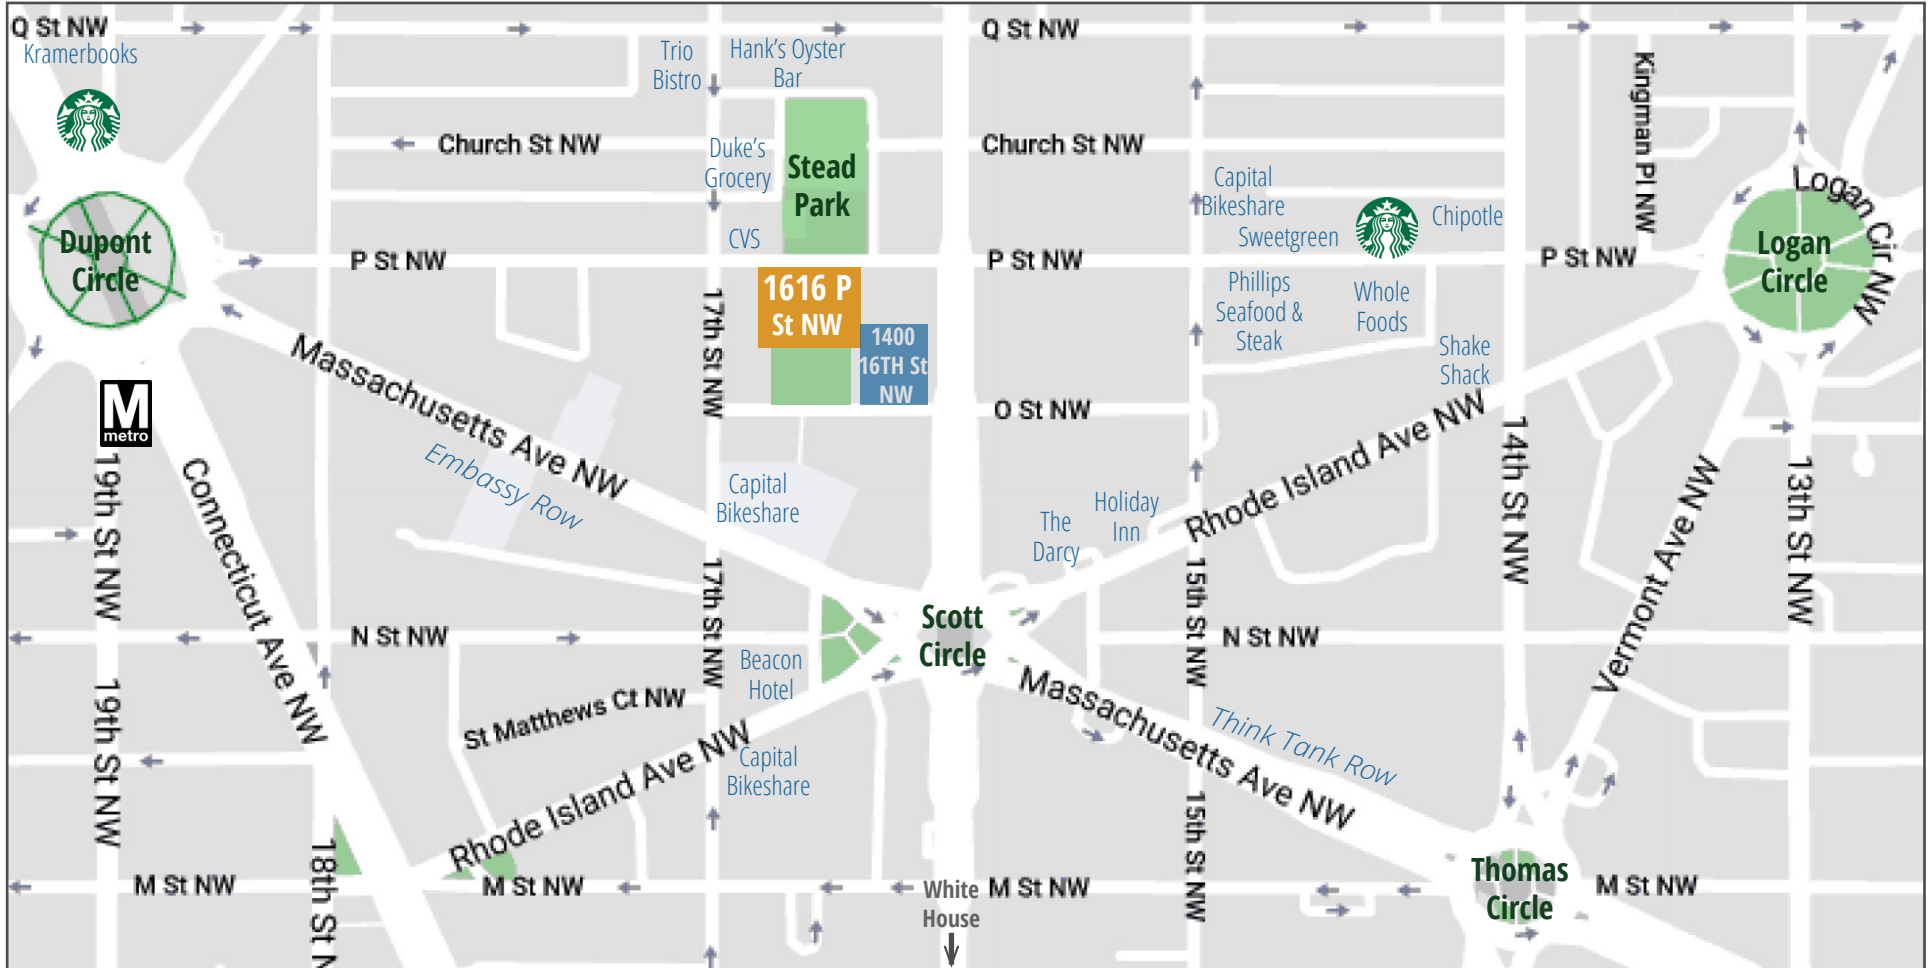 Q St NW
Q St NW
Kramerbooks
Trio
Bistro
Hank's Oyster
Bar
Kingman Pl NW
Church St NW
Church St NW
Duke's
Grocery
Stead
Park
CVS
Capital
Bikeshare
Sweetgreen
Chipotle
Logan Cir NW
Logan
Circle
Dupont
Circle
P St NW
P St NW
P St NW
1616 P
St NW
1400
16TH St
NW
17th St NW
Phillips
Seafood &
Steak
Whole
Foods
Shake
Shack
Massachusetts Ave NW
Embassy Row
M
metro
O St NW
Rhode Island Ave NW
14th St NW
Vermont Ave NW
13th St NW
19th St NW
Connecticut Ave NW
Capital
Bikeshare
The
Darcy
Holiday
Inn
17th St NW
15th St NW
Scott
Circle
N St NW
N St NW
Beacon
Hotel
St Matthews Ct NW
Massachusetts Ave NW
Think Tank Row
19th St NW
Rhode Island Ave NW
Capital
Bikeshare
15th St NW
18th St N
M St NW
M St NW
White
House
M St NW
Thomas
Circle
M St NW